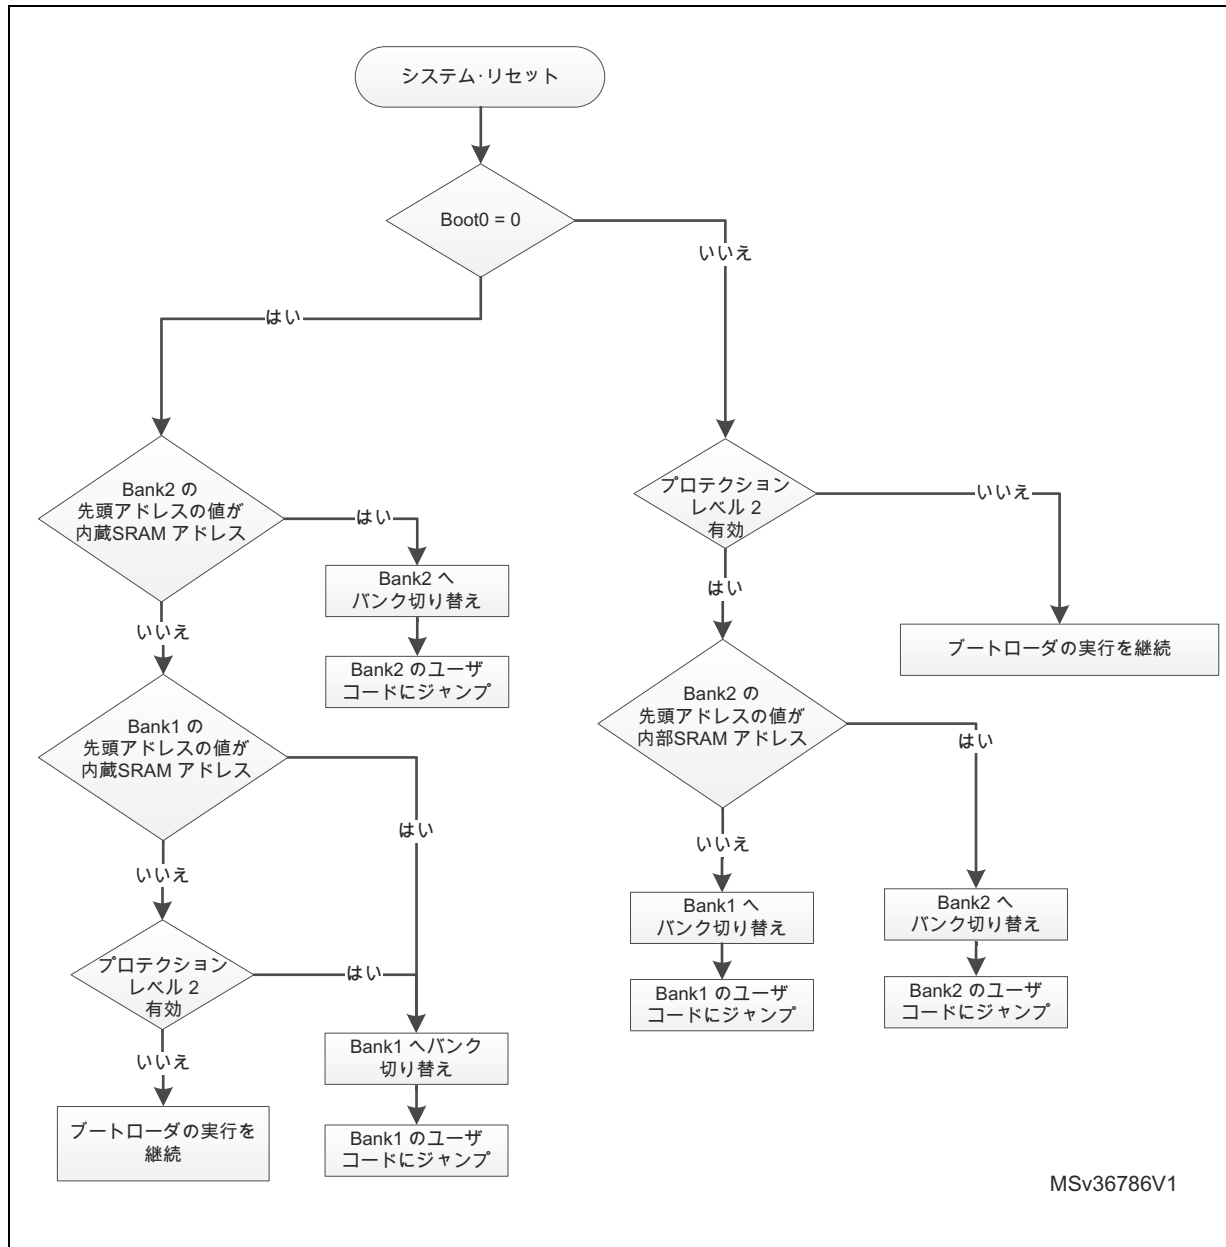 システム･リセット
Boot0 = 0
いいえ
はい
Bank2 の
先頭アドレスの値が
内蔵SRAM アドレス
はい
Bank2 へ
バンク切り替え
Bank2 のユーザ
コードにジャンプ
いいえ
Bank1 の
先頭アドレスの値が
内蔵SRAM アドレス
はい
いいえ
プロテクション
レベル 2
有効
はい
いいえ
Bank1 へバンク
切り替え
Bank1 のユーザ
コードにジャンプ
ブートローダの実行を
継続
プロテクション
レベル 2
有効
いいえ
ブートローダの実行を継続
はい
Bank2 の
先頭アドレスの値が
内部SRAM アドレス
はい
いいえ
Bank1 へ
バンク切り替え
Bank1 のユーザ
コードにジャンプ
Bank2 へ
バンク切り替え
Bank2 のユーザ
コードにジャンプ
MSv36786V1